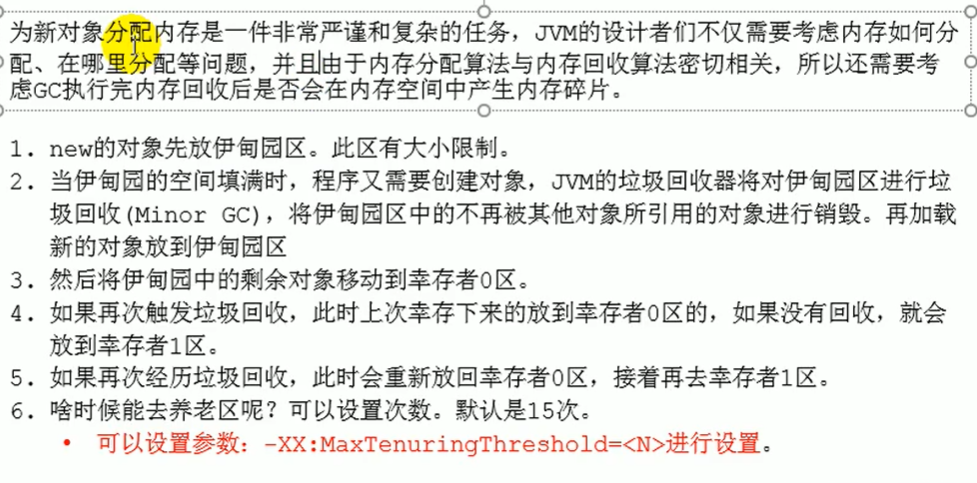 为新对象分配内存是一件非常严谨和复杂的任务，JVM的设计者们不仅需要考虑内存如何分
配、在哪里分配等问题，并且由于内存分配算法与内存回收算法密切相关，所以还需要考
虑GC执行完内存回收后是否会在内存空间中产生内存碎片。
1. new的对象先放伊甸园区。此区有大小限制。
2. 当伊甸园的空间填满时，程序又需要创建对象，JVM的垃圾回收器将对伊甸园区进行垃
圾回收(Minor GC)，将伊甸园区中的不再被其他对象所引用的对象进行销毁。再加载
新的对象放到伊甸园区
3. 然后将伊甸园中的剩余对象移动到幸存者0区。
4. 如果再次触发垃圾回收，此时上次幸存下来的放到幸存者0区的，如果没有回收，就会
放到幸存者1区。
5. 如果再次经历垃圾回收，此时会重新放回幸存者0区，接着再去幸存者1区。
6. 啥时候能去养老区呢？可以设置次数。默认是15次。
• 可以设置参数：-XX:MaxTenuringThreshold=<N>进行设置。